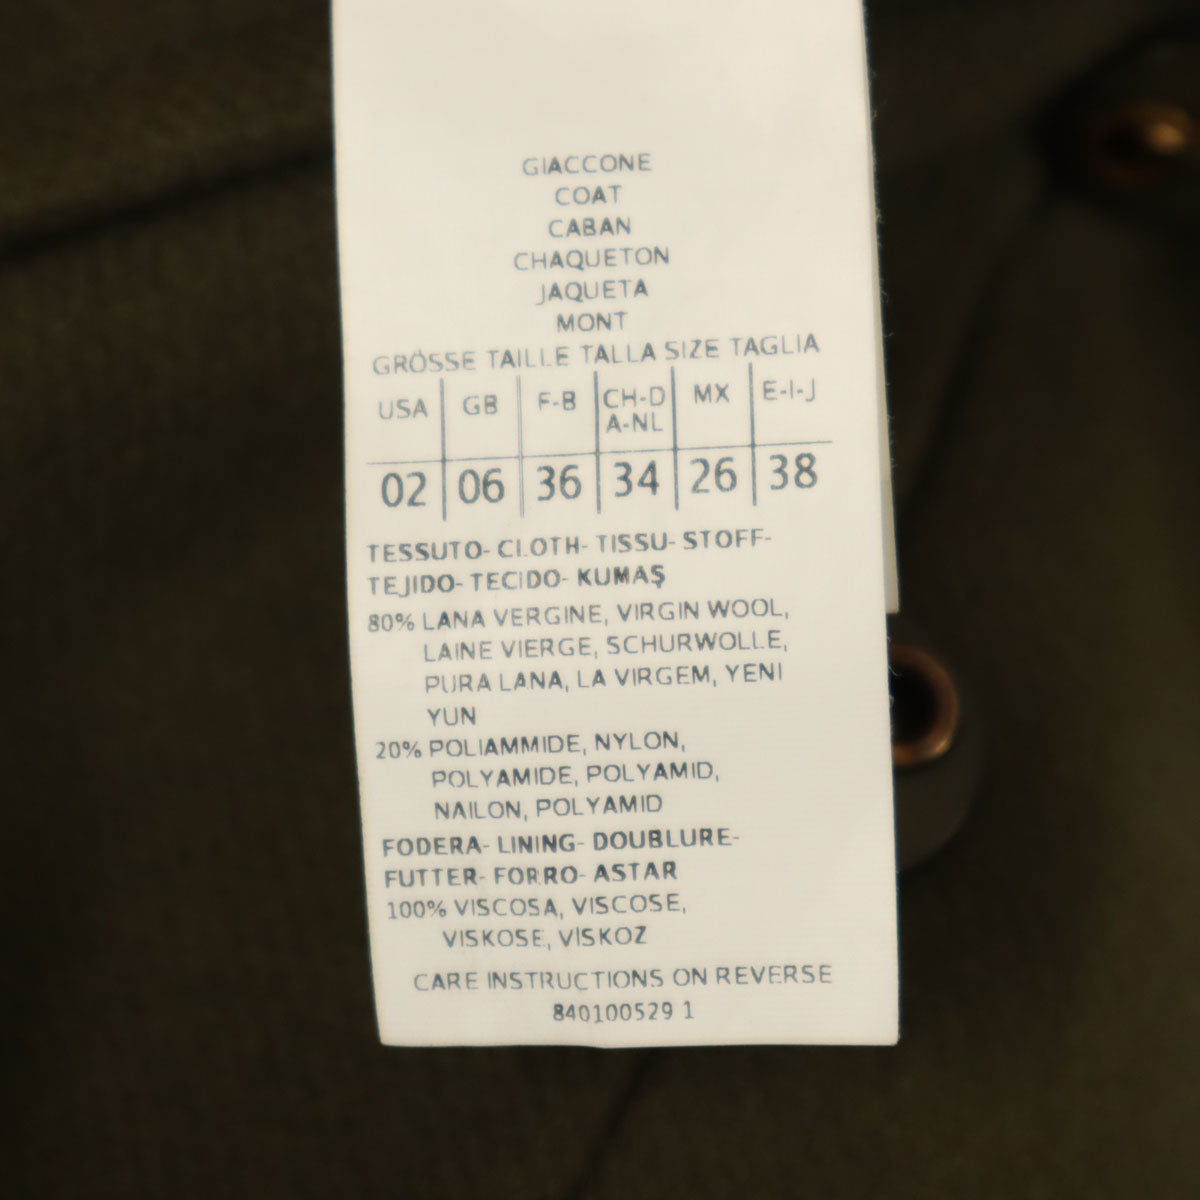 GIACCONE
COAT
CABAN
CHAQUETON
JAQUETA
MONT
GRÖSSE TAILLE TALLA SIZE TAGLIA
USA GB F-B CH-D A-NL MX E-I-J
02 06 36 34 26 38
TESSUTO- CLOTH- TISSU- STOFF-
TEJIDO- TECIDO- KUMAŞ
80% LANA VERGINE, VIRGIN WOOL,
LAINE VIERGE, SCHURWOLLE,
PURA LANA, LA VIRGEM, YENI
YUN
20% POLIAMMIDE, NYLON,
POLYAMIDE, POLYAMID,
NAILON, POLYAMID
FODERA- LINING- DOUBLURE-
FUTTER- FORRO- ASTAR
100% VISCOSA, VISCOSE,
VISKOSE, VISKOZ
CARE INSTRUCTIONS ON REVERSE
840100529 1